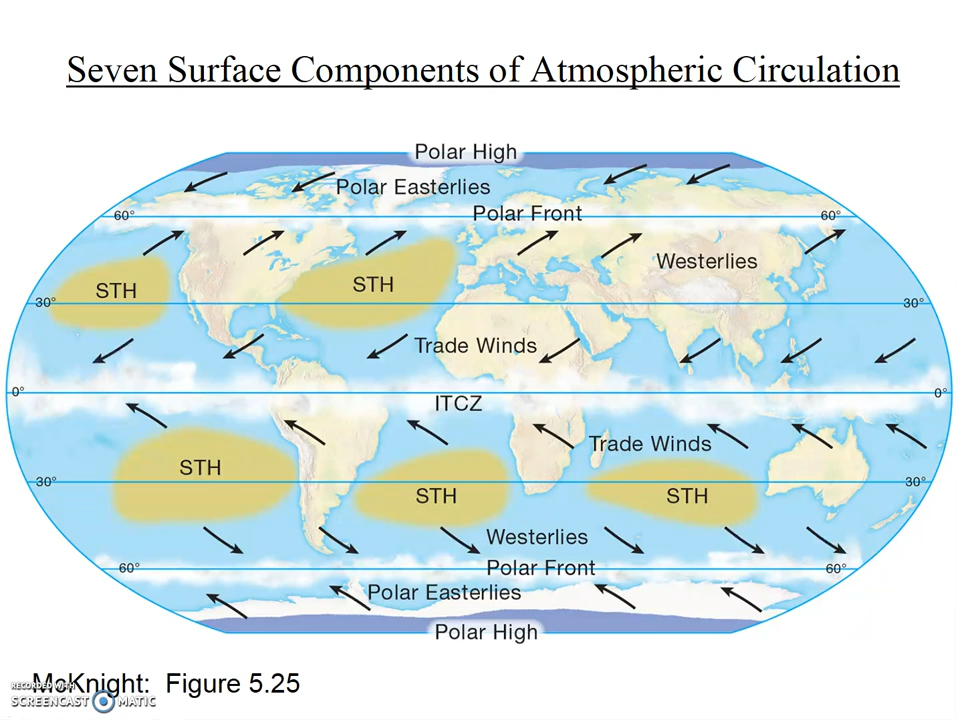 Seven Surface Components of Atmospheric Circulation
Polar High
Polar Easterlies
60°
Polar Front
60°
Westerlies
STH
STH
30°
30°
Trade Winds
0°
0°
ITCZ
Trade Winds
STH
30°
30°
STH
STH
Westerlies
60°
Polar Front
60°
Polar Easterlies
Polar High
McKnight: Figure 5.25
RECORDED WITH
SCREENCAST MATIC